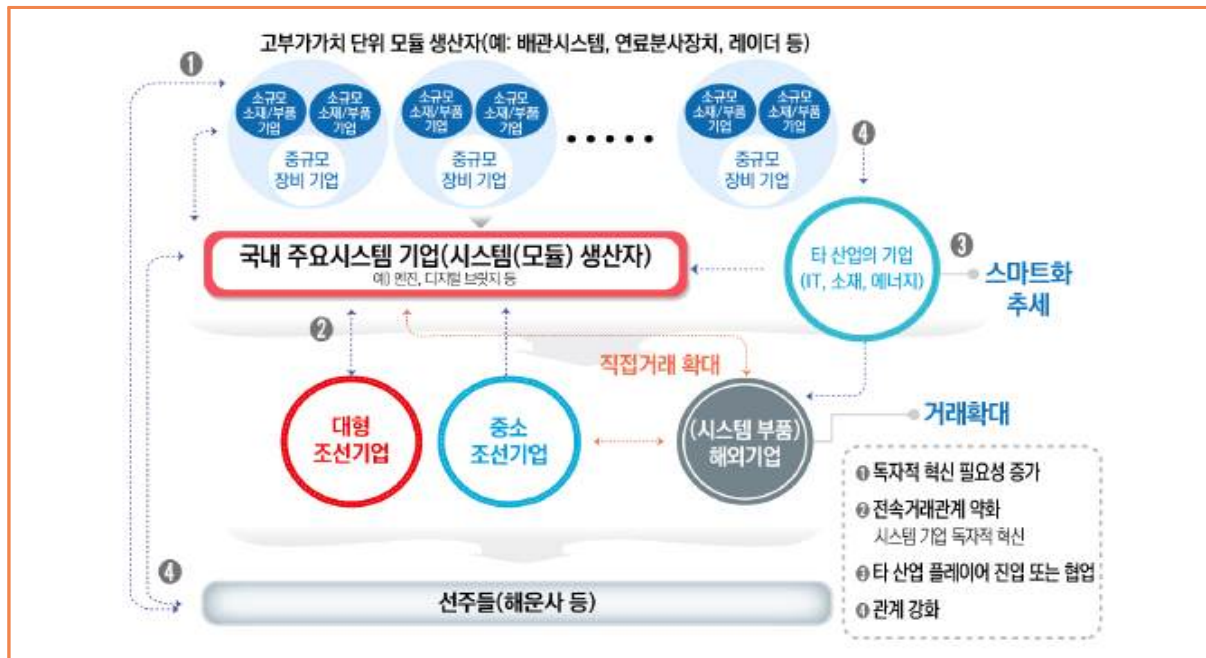 고부가가치 단위 모듈 생산자(예: 배관시스템, 연료분사장치, 레이더 등)
❶
소규모
소재/부품
기업
소규모
소재/부품
기업
중규모
장비 기업
소규모
소재/부품
기업
소규모
소재/부품
기업
중규모
장비 기업
소규모
소재/부품
기업
소규모
소재/부품
기업
중규모
장비 기업
❹
국내 주요시스템 기업(시스템(모듈) 생산자)
예) 엔진, 디지털 브릿지 등
타 산업의 기업
(IT, 소재, 에너지)
❸
스마트화
추세
❷
직접거래 확대
대형
조선기업
중소
조선기업
(시스템 부품)
해외기업
거래확대
❶ 독자적 혁신 필요성 증가
❷ 전속거래관계 약화
시스템 기업 독자적 혁신
❸ 타 산업 플레이어 진입 또는 협업
❹ 관계 강화
❹
선주들(해운사 등)